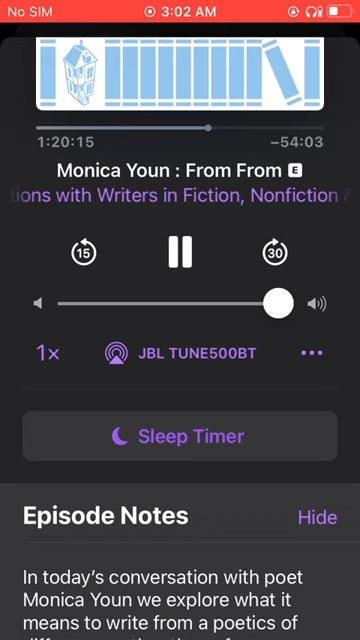 No SIM 3:02 AM
1:20:15 −54:03
Monica Youn : From From E
tions with Writers in Fiction, Nonfiction &
15 30
1× JBL TUNE500BT
Sleep Timer
Episode Notes Hide
In today’s conversation with poet
Monica Youn we explore what it
means to write from a poetics of